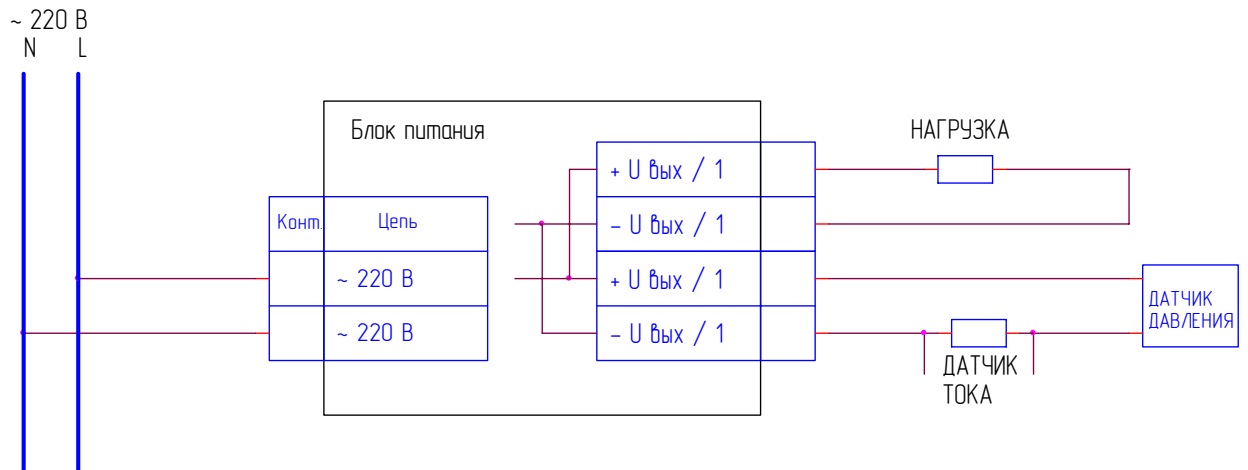 ~ 220 В
N L
Блок питания
НАГРУЗКА
+ U вых / 1
Конт. Цепь
– U вых / 1
~ 220 В
+ U вых / 1
~ 220 В
– U вых / 1
ДАТЧИК
ДАВЛЕНИЯ
ДАТЧИК
ТОКА